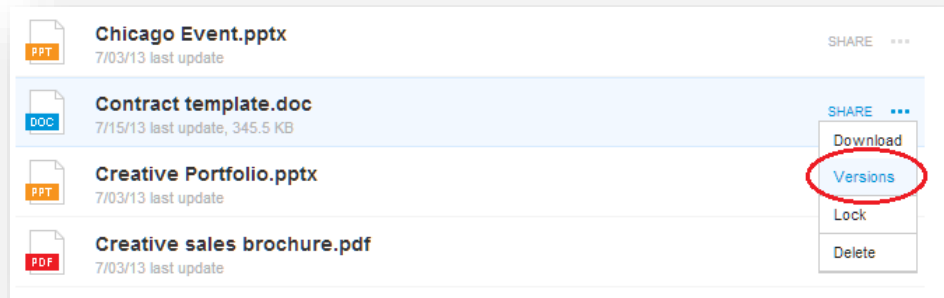 Chicago Event.pptx
SHARE
PPT
7/03/13 last update
Contract template.doc
SHARE
DOC
7/15/13 last update, 345.5 KB
Download
Creative Portfolio.pptx
Versions
PPT
7/03/13 last update
Lock
Creative sales brochure.pdf
Delete
PDF
7/03/13 last update